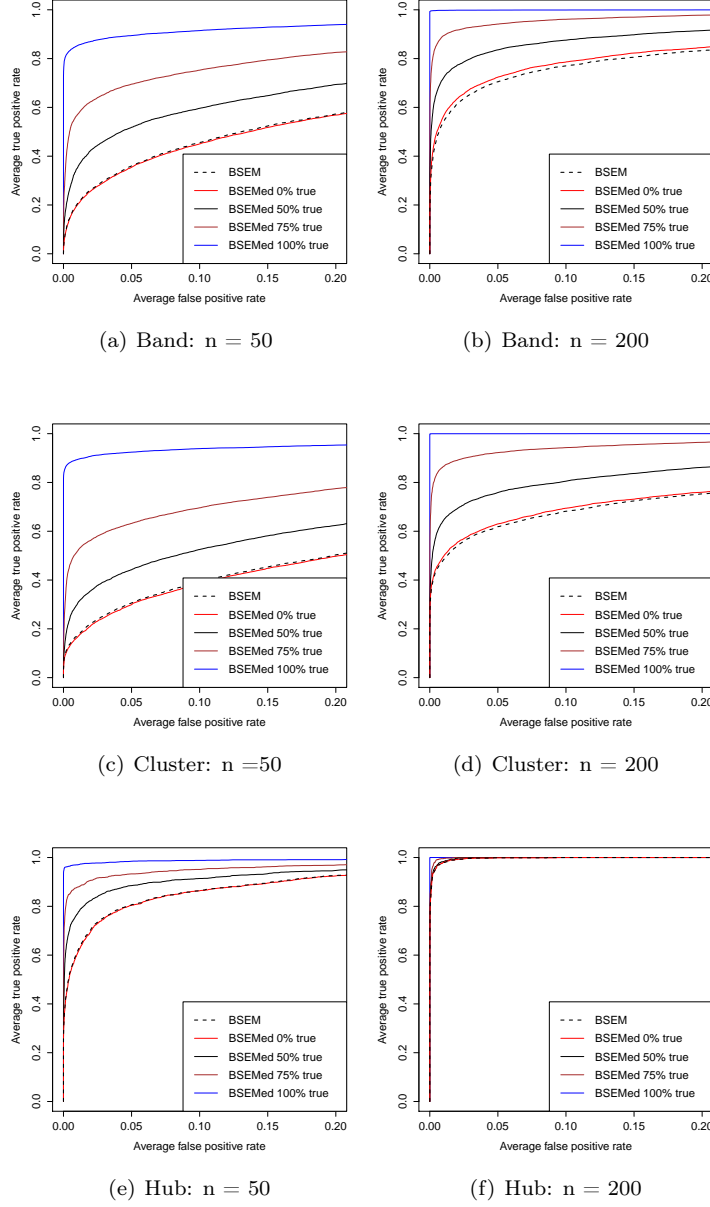 Average true positive rate
0.0 0.2 0.4 0.6 0.8 1.0
BSEM
BSEMed 0% true
BSEMed 50% true
BSEMed 75% true
BSEMed 100% true
0.00 0.05 0.10 0.15 0.20
Average false positive rate
(a) Band: n = 50
Average true positive rate
0.0 0.2 0.4 0.6 0.8 1.0
BSEM
BSEMed 0% true
BSEMed 50% true
BSEMed 75% true
BSEMed 100% true
0.00 0.05 0.10 0.15 0.20
Average false positive rate
(b) Band: n = 200
Average true positive rate
0.0 0.2 0.4 0.6 0.8 1.0
BSEM
BSEMed 0% true
BSEMed 50% true
BSEMed 75% true
BSEMed 100% true
0.00 0.05 0.10 0.15 0.20
Average false positive rate
(c) Cluster: n =50
Average true positive rate
0.0 0.2 0.4 0.6 0.8 1.0
BSEM
BSEMed 0% true
BSEMed 50% true
BSEMed 75% true
BSEMed 100% true
0.00 0.05 0.10 0.15 0.20
Average false positive rate
(d) Cluster: n = 200
Average true positive rate
0.0 0.2 0.4 0.6 0.8 1.0
BSEM
BSEMed 0% true
BSEMed 50% true
BSEMed 75% true
BSEMed 100% true
0.00 0.05 0.10 0.15 0.20
Average false positive rate
(e) Hub: n = 50
Average true positive rate
0.0 0.2 0.4 0.6 0.8 1.0
BSEM
BSEMed 0% true
BSEMed 50% true
BSEMed 75% true
BSEMed 100% true
0.00 0.05 0.10 0.15 0.20
Average false positive rate
(f) Hub: n = 200